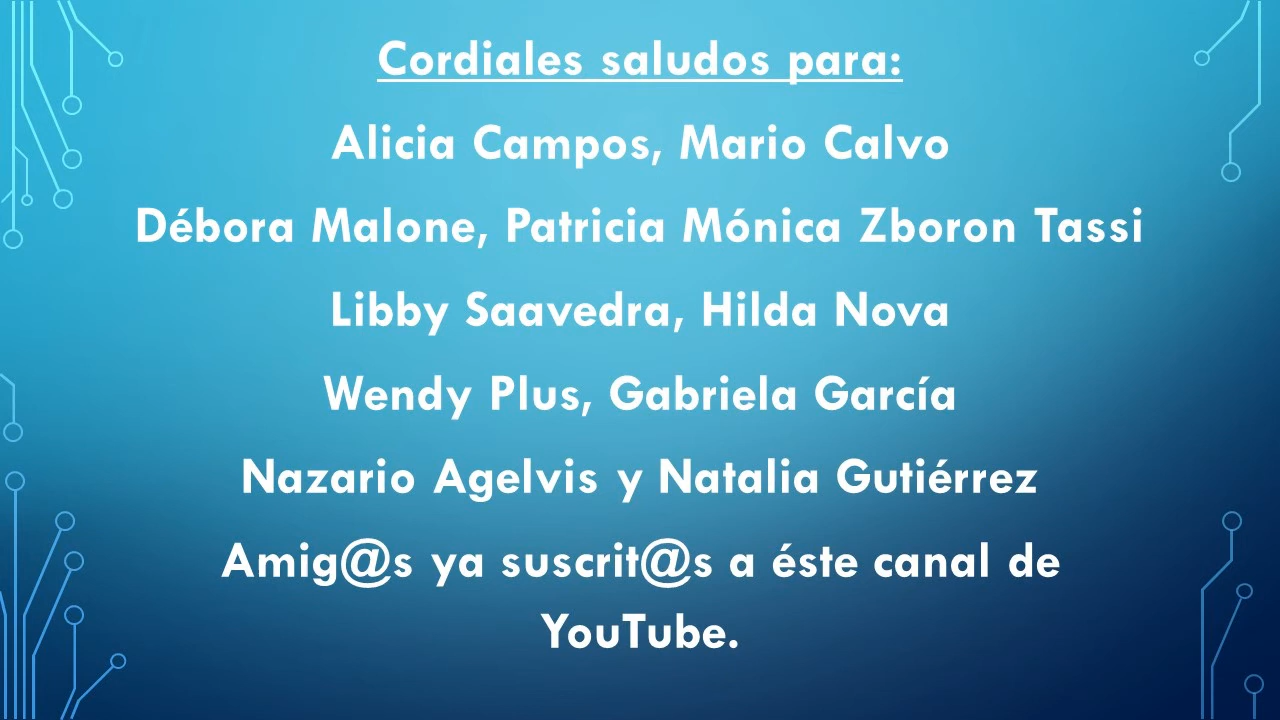 Cordiales saludos para:
Alicia Campos, Mario Calvo
Débora Malone, Patricia Mónica Zboron Tassi
Libby Saavedra, Hilda Nova
Wendy Plus, Gabriela García
Nazario Agelvis y Natalia Gutiérrez
Amig@s ya suscrit@s a éste canal de
YouTube.